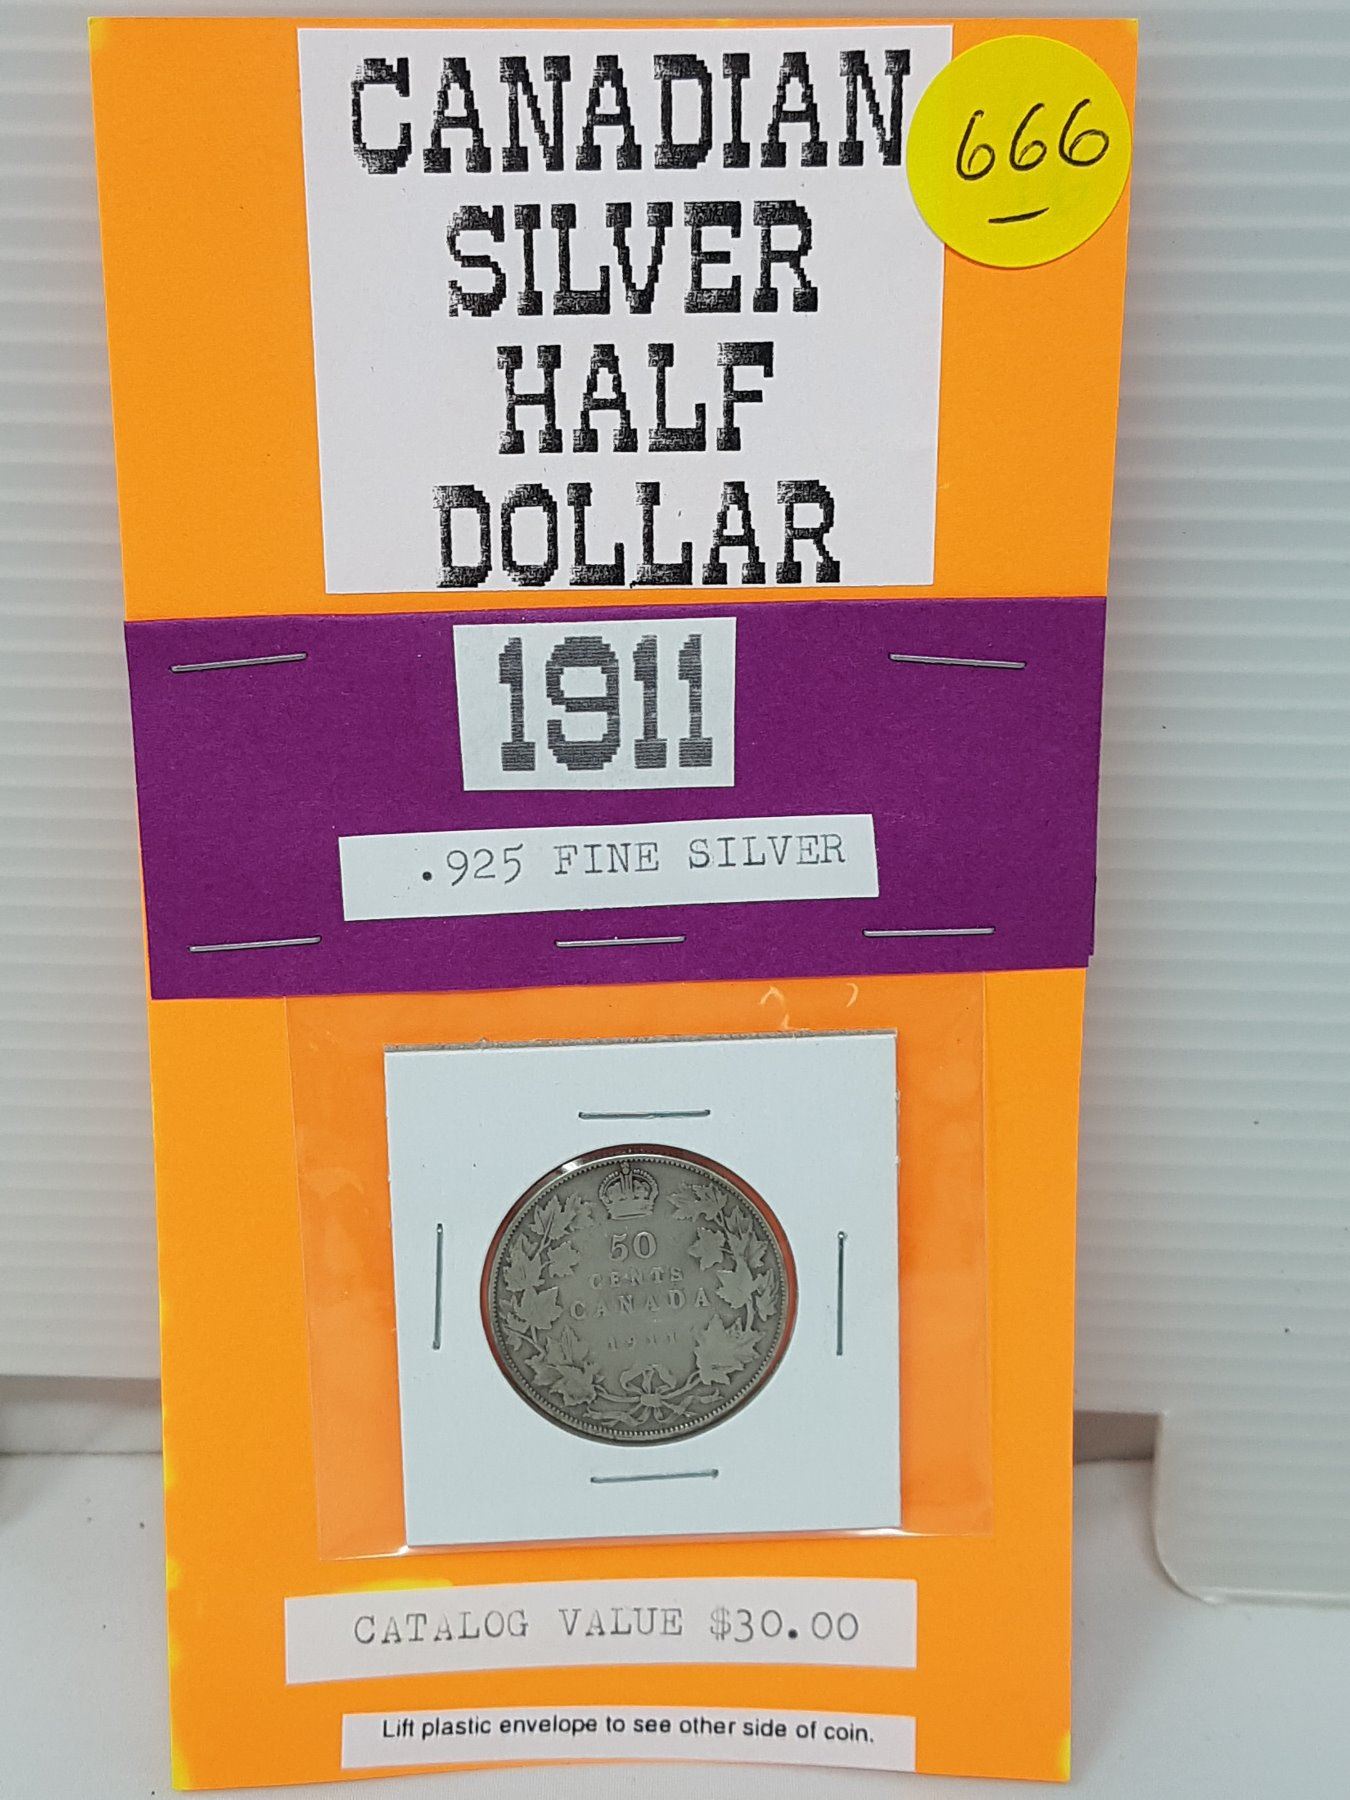 CANADIAN
666
SILVER
HALF
DOLLAR
1911
.925 FINE SILVER
50
CENTS
CANADA
1911
CATALOG VALUE $30.00
Lift plastic envelope to see other side of coin.